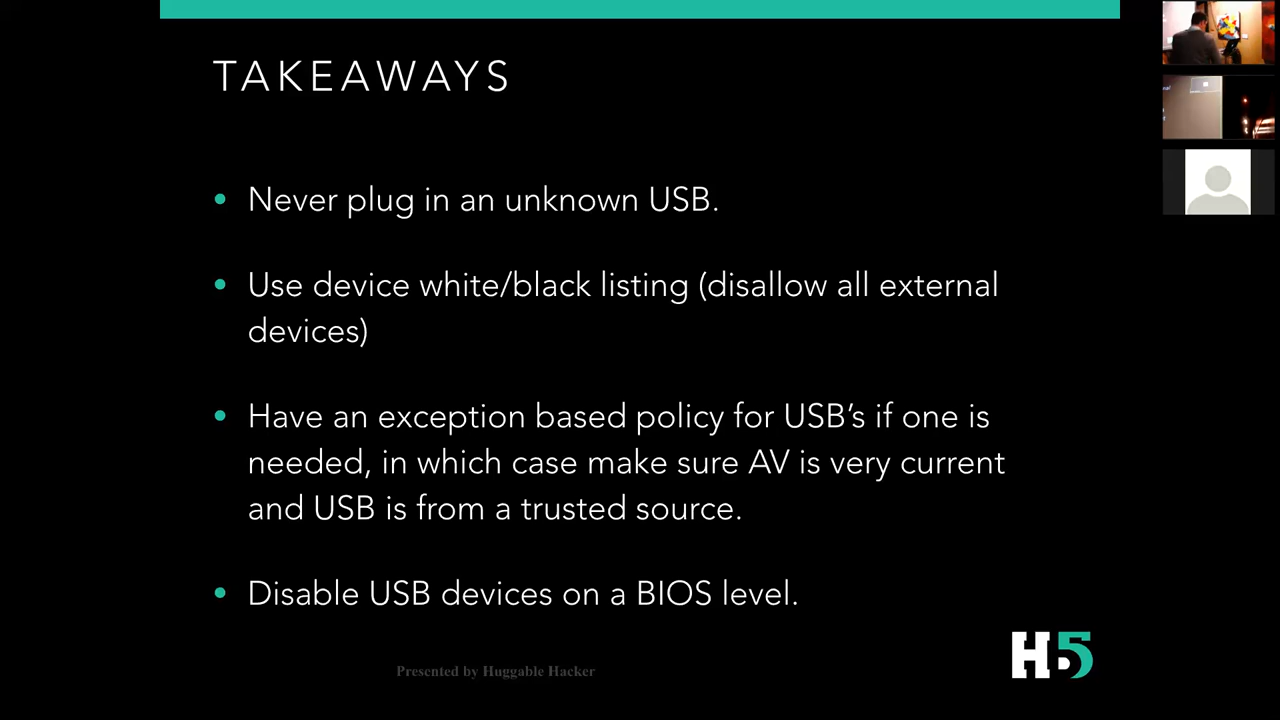 TAKEAWAYS
• Never plug in an unknown USB.
• Use device white/black listing (disallow all external
devices)
• Have an exception based policy for USB’s if one is
needed, in which case make sure AV is very current
and USB is from a trusted source.
• Disable USB devices on a BIOS level.
H5
Presented by Huggable Hacker